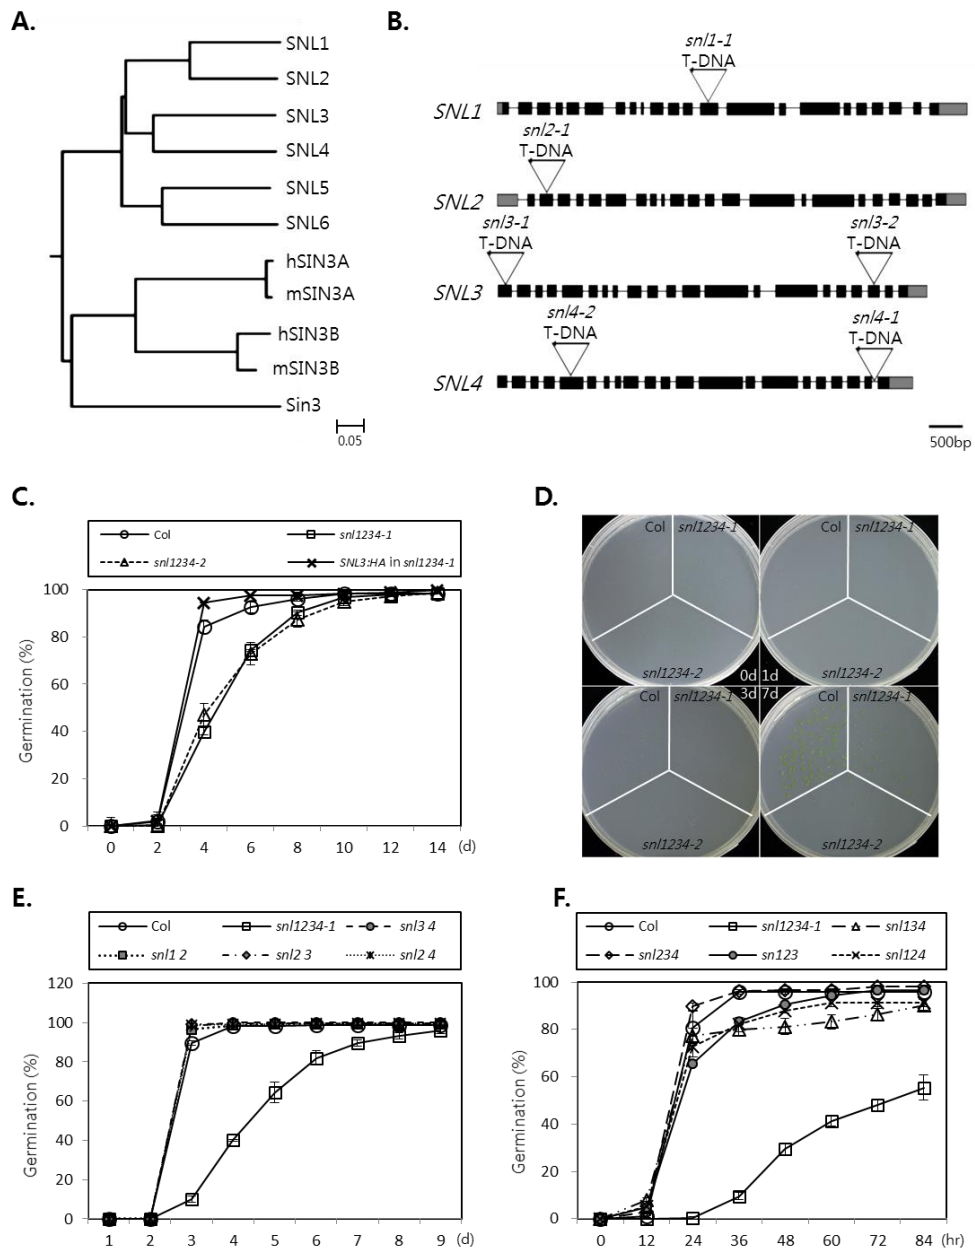 A.
SNL1
SNL2
SNL3
SNL4
SNL5
SNL6
hSIN3A
mSIN3A
hSIN3B
mSIN3B
Sin3
0.05
B.
snl1-1
T-DNA
SNL1
snl2-1
T-DNA
SNL2
snl3-1
T-DNA
snl3-2
T-DNA
SNL3
snl4-2
T-DNA
snl4-1
T-DNA
SNL4
500bp
C.
Col
snl1234-1
snl1234-2
SNL3:HA in snl1234-1
Germination (%)
100
80
60
40
20
0
0 2 4 6 8 10 12 14 (d)
D.
Col snl1234-1
snl1234-2
0d
Col snl1234-1
snl1234-2
1d
Col snl1234-1
snl1234-2
3d
Col snl1234-1
snl1234-2
7d
E.
Col snl1234-1 snl3 4
snl1 2 snl2 3 snl2 4
Germination (%)
120
100
80
60
40
20
0
1 2 3 4 5 6 7 8 9 (d)
F.
Col snl1234-1 snl134
snl234 sn123 snl124
Germination (%)
100
80
60
40
20
0
0 12 24 36 48 60 72 84 (hr)